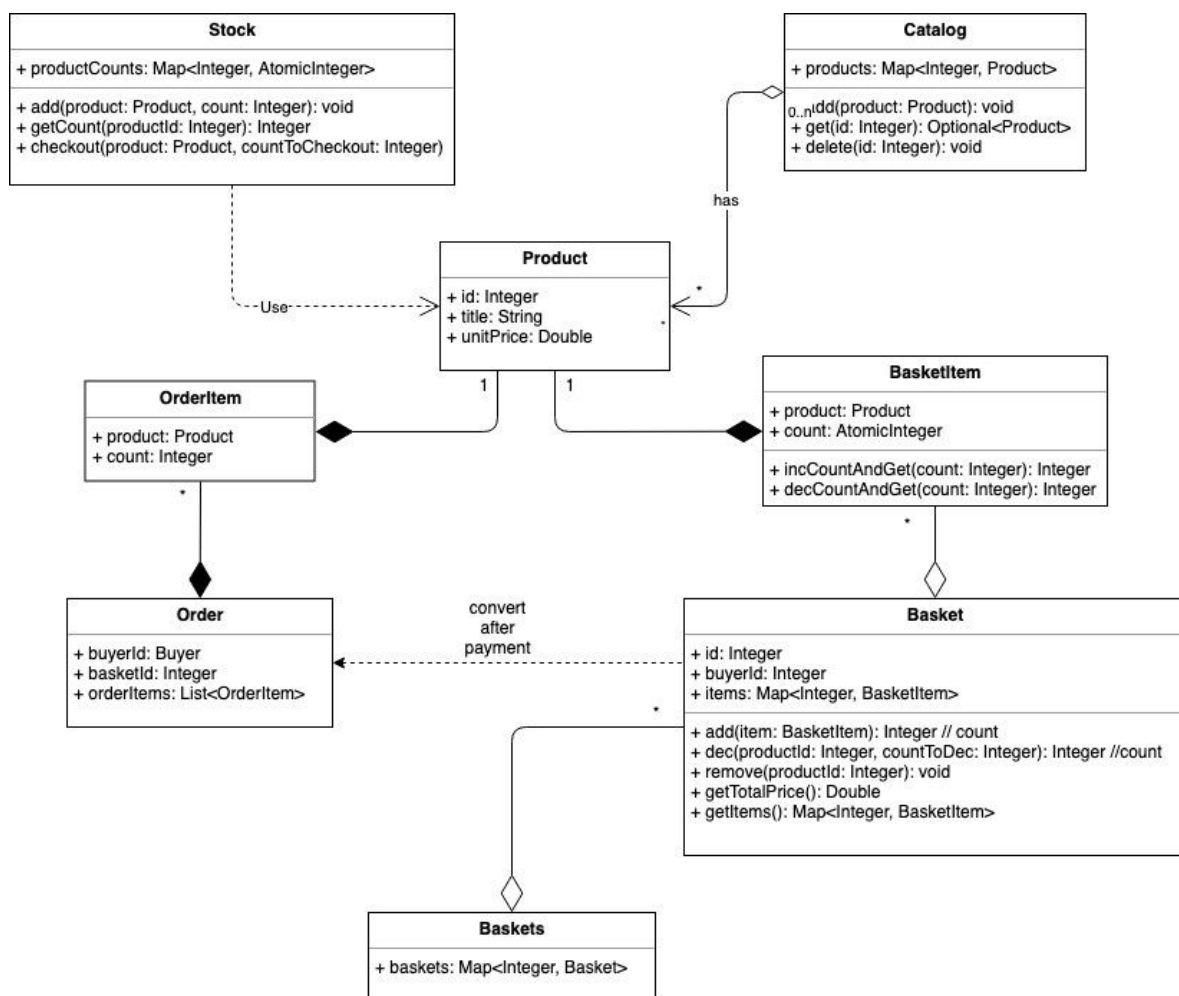 Stock
+ productCounts: Map<Integer, AtomicInteger>
+ add(product: Product, count: Integer): void
+ getCount(productId: Integer): Integer
+ checkout(product: Product, countToCheckout: Integer)
Catalog
+ products: Map<Integer, Product>
0..n
dd(product: Product): void
+ get(id: Integer): Optional<Product>
+ delete(id: Integer): void
has
*
Use
Product
+ id: Integer
+ title: String
+ unitPrice: Double
*
1
1
OrderItem
+ product: Product
+ count: Integer
*
BasketItem
+ product: Product
+ count: AtomicInteger
+ incCountAndGet(count: Integer): Integer
+ decCountAndGet(count: Integer): Integer
*
Order
+ buyerId: Buyer
+ basketId: Integer
+ orderItems: List<OrderItem>
convert
after
payment
Basket
+ id: Integer
+ buyerId: Integer
+ items: Map<Integer, BasketItem>
+ add(item: BasketItem): Integer // count
+ dec(productId: Integer, countToDec: Integer): Integer //count
+ remove(productId: Integer): void
+ getTotalPrice(): Double
+ getItems(): Map<Integer, BasketItem>
*
Baskets
+ baskets: Map<Integer, Basket>